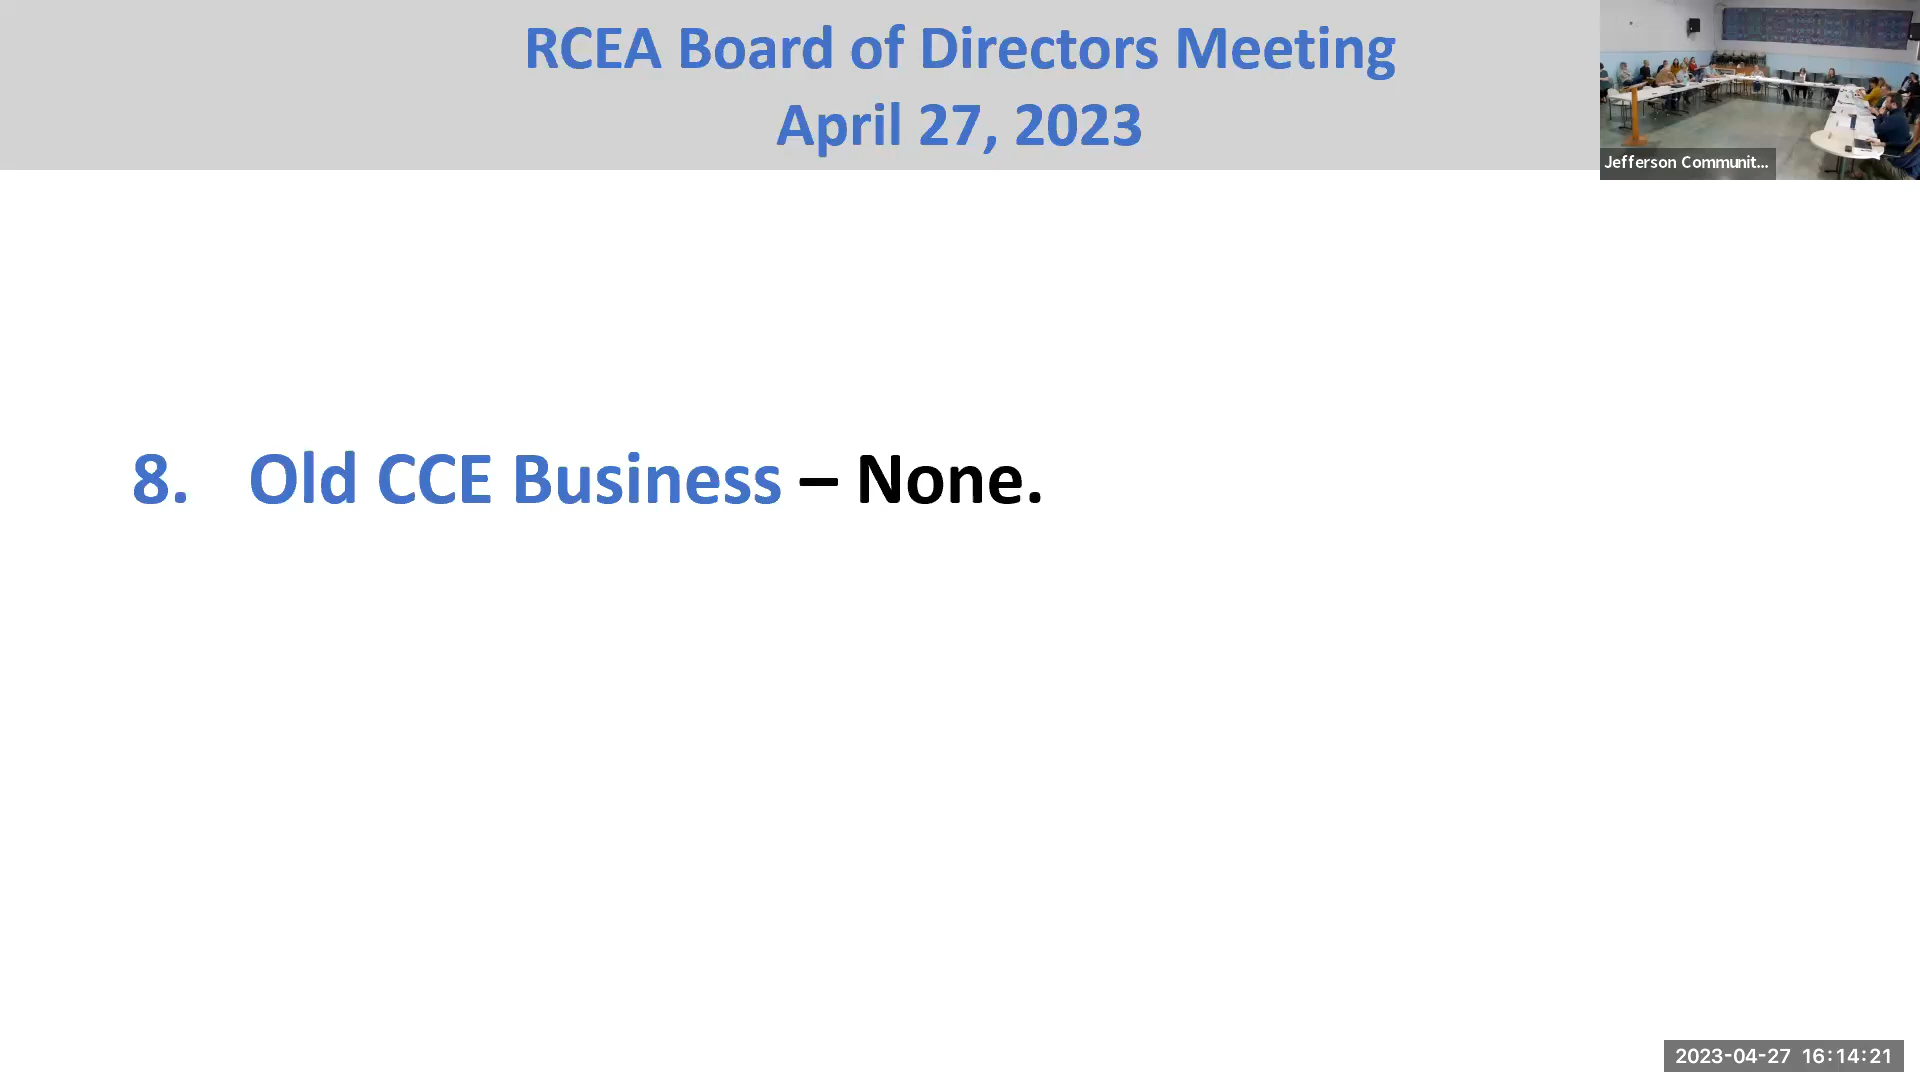 RCEA Board of Directors Meeting
April 27, 2023
Jefferson Communit...
8. Old CCE Business – None.
2023-04-27 16:14:21